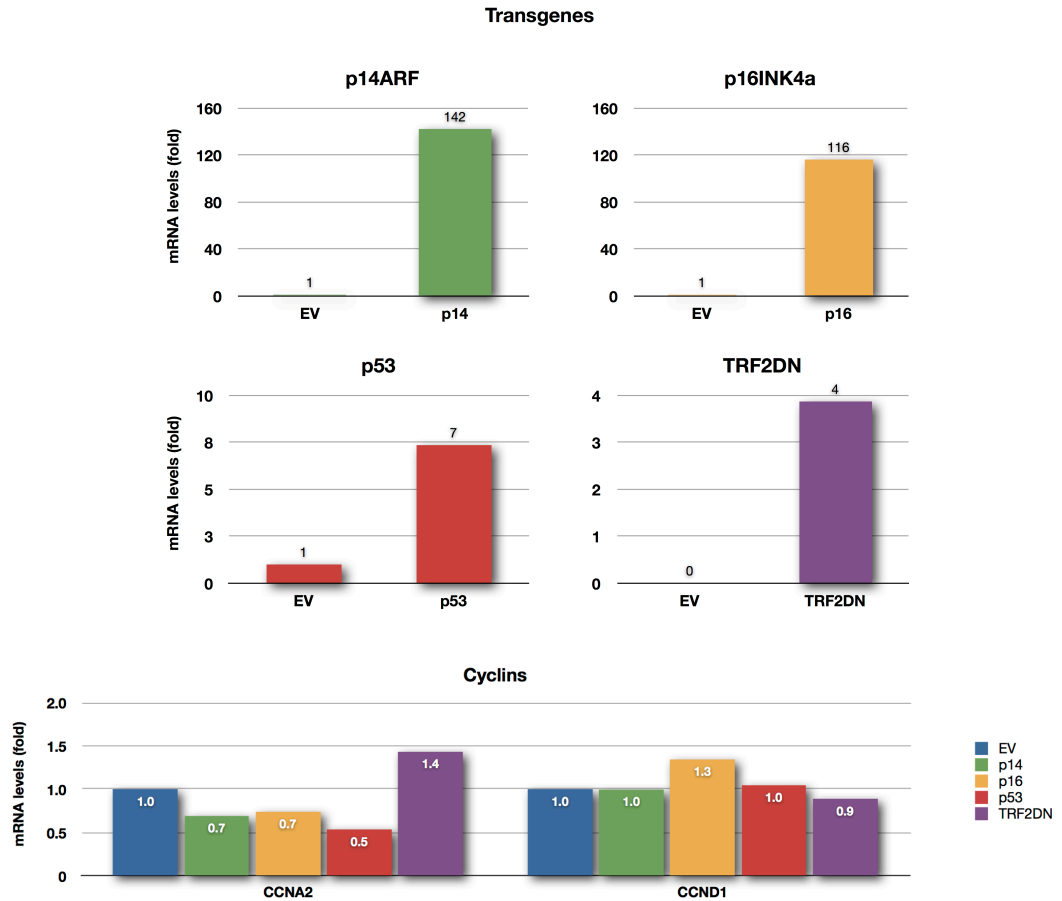 Transgenes
p14ARF
mRNA levels (fold)
160
120
80
40
0
1
142
EV
p14
p16INK4a
160
120
80
40
0
1
116
EV
p16
p53
mRNA levels (fold)
10
8
5
3
0
1
7
EV
p53
TRF2DN
4
3
2
1
0
0
4
EV
TRF2DN
Cyclins
mRNA levels (fold)
2.0
1.5
1.0
0.5
0
1.0
0.7
0.7
0.5
1.4
1.0
1.0
1.3
1.0
0.9
CCNA2
CCND1
EV
p14
p16
p53
TRF2DN